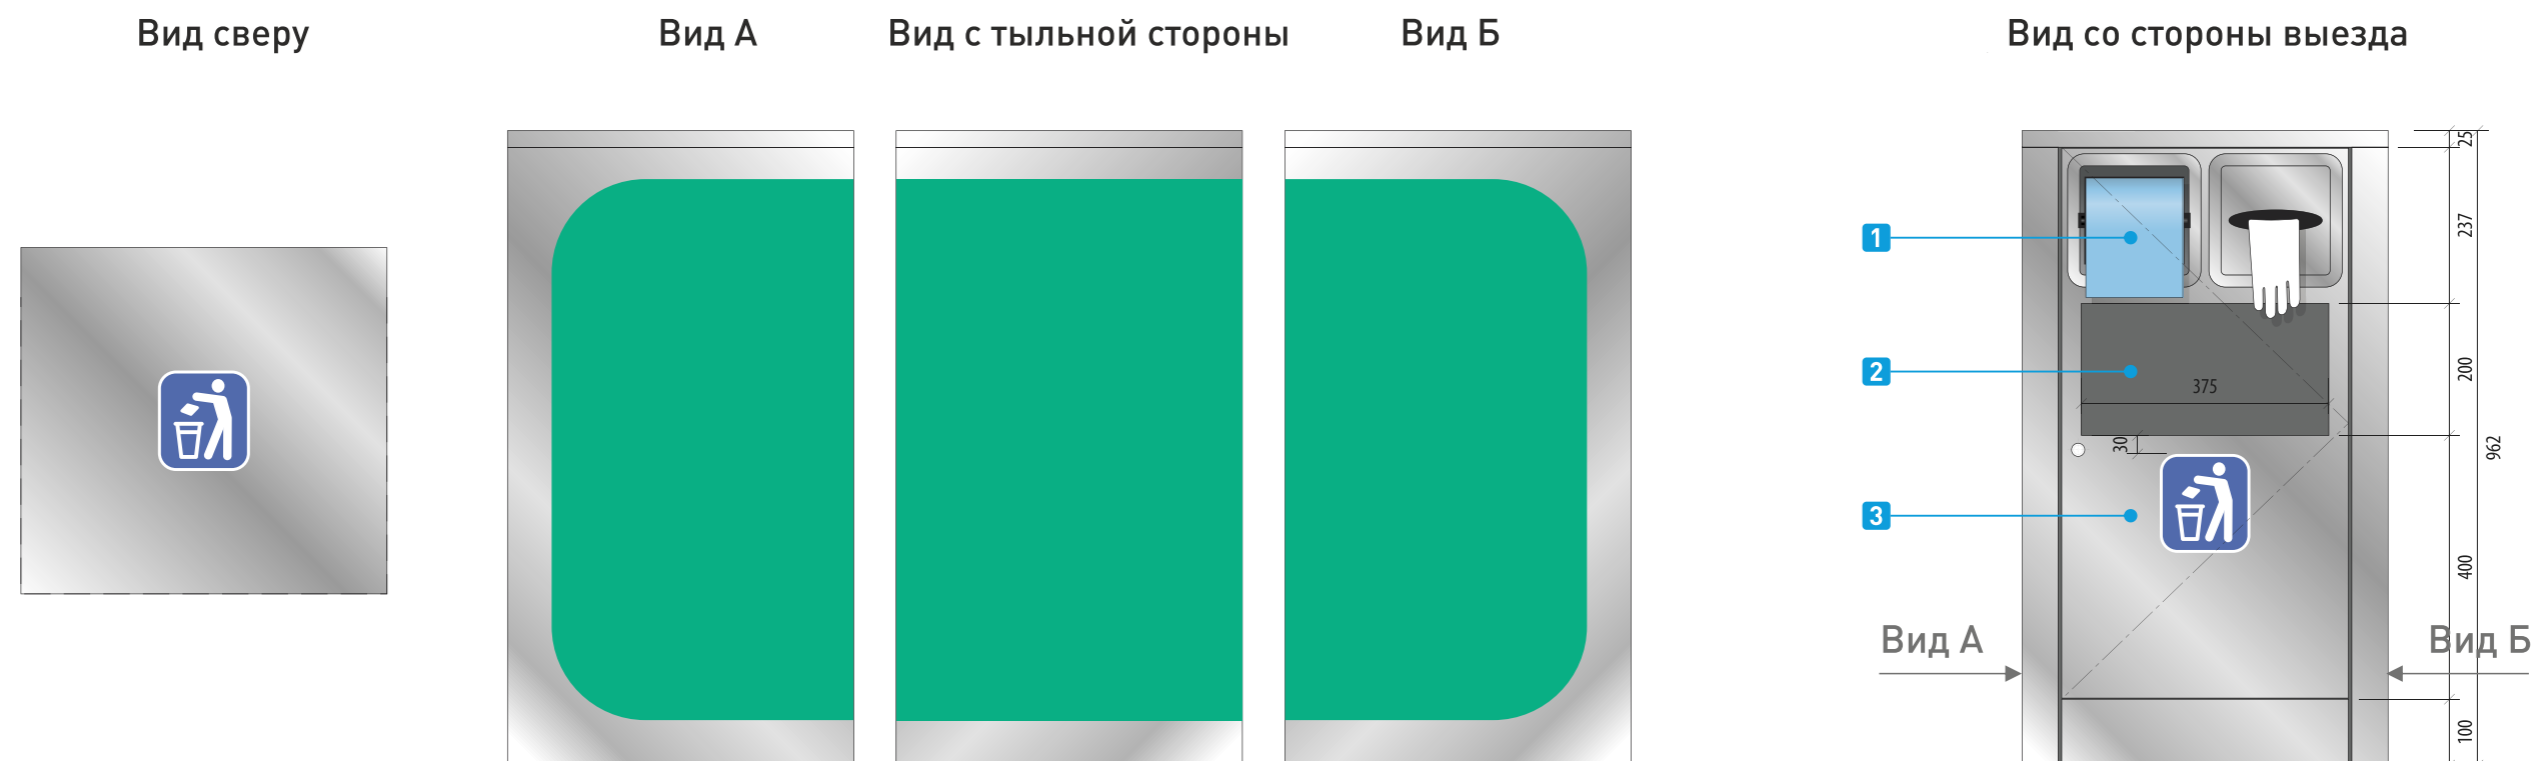 Вид сверху
Вид А
Вид с тыльной стороны
Вид Б
Вид со стороны выезда
25
1
237
2
375
200
30
962
3
400
Вид А
Вид Б
100